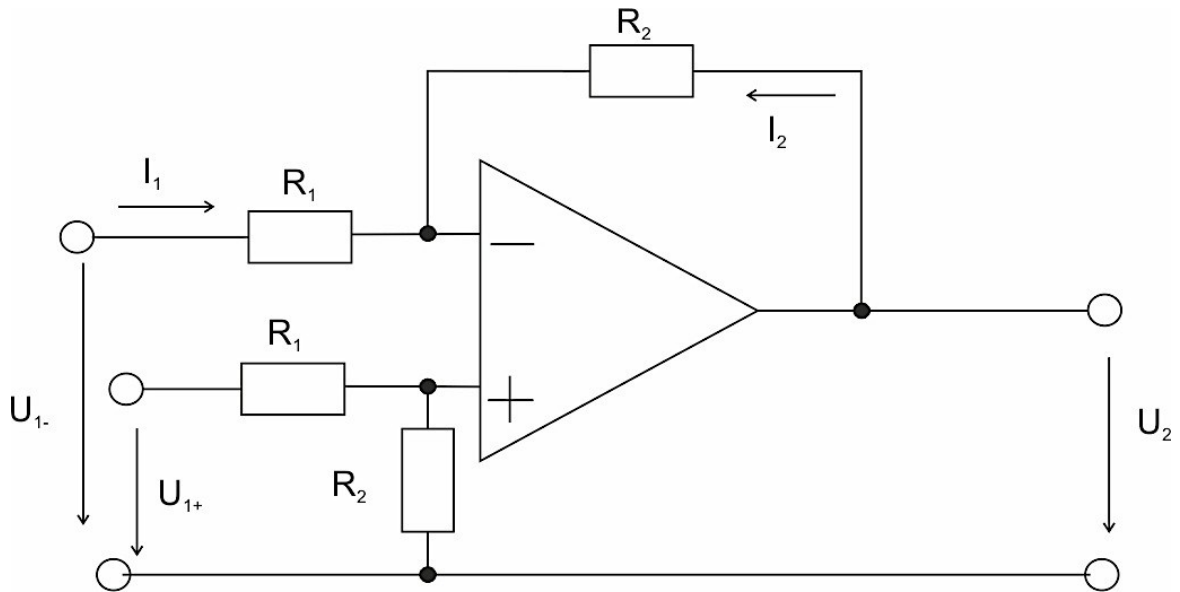 R₂
I₂
I₁
R₁
−
R₁
+
U₁₋
U₁₊
R₂
U₂